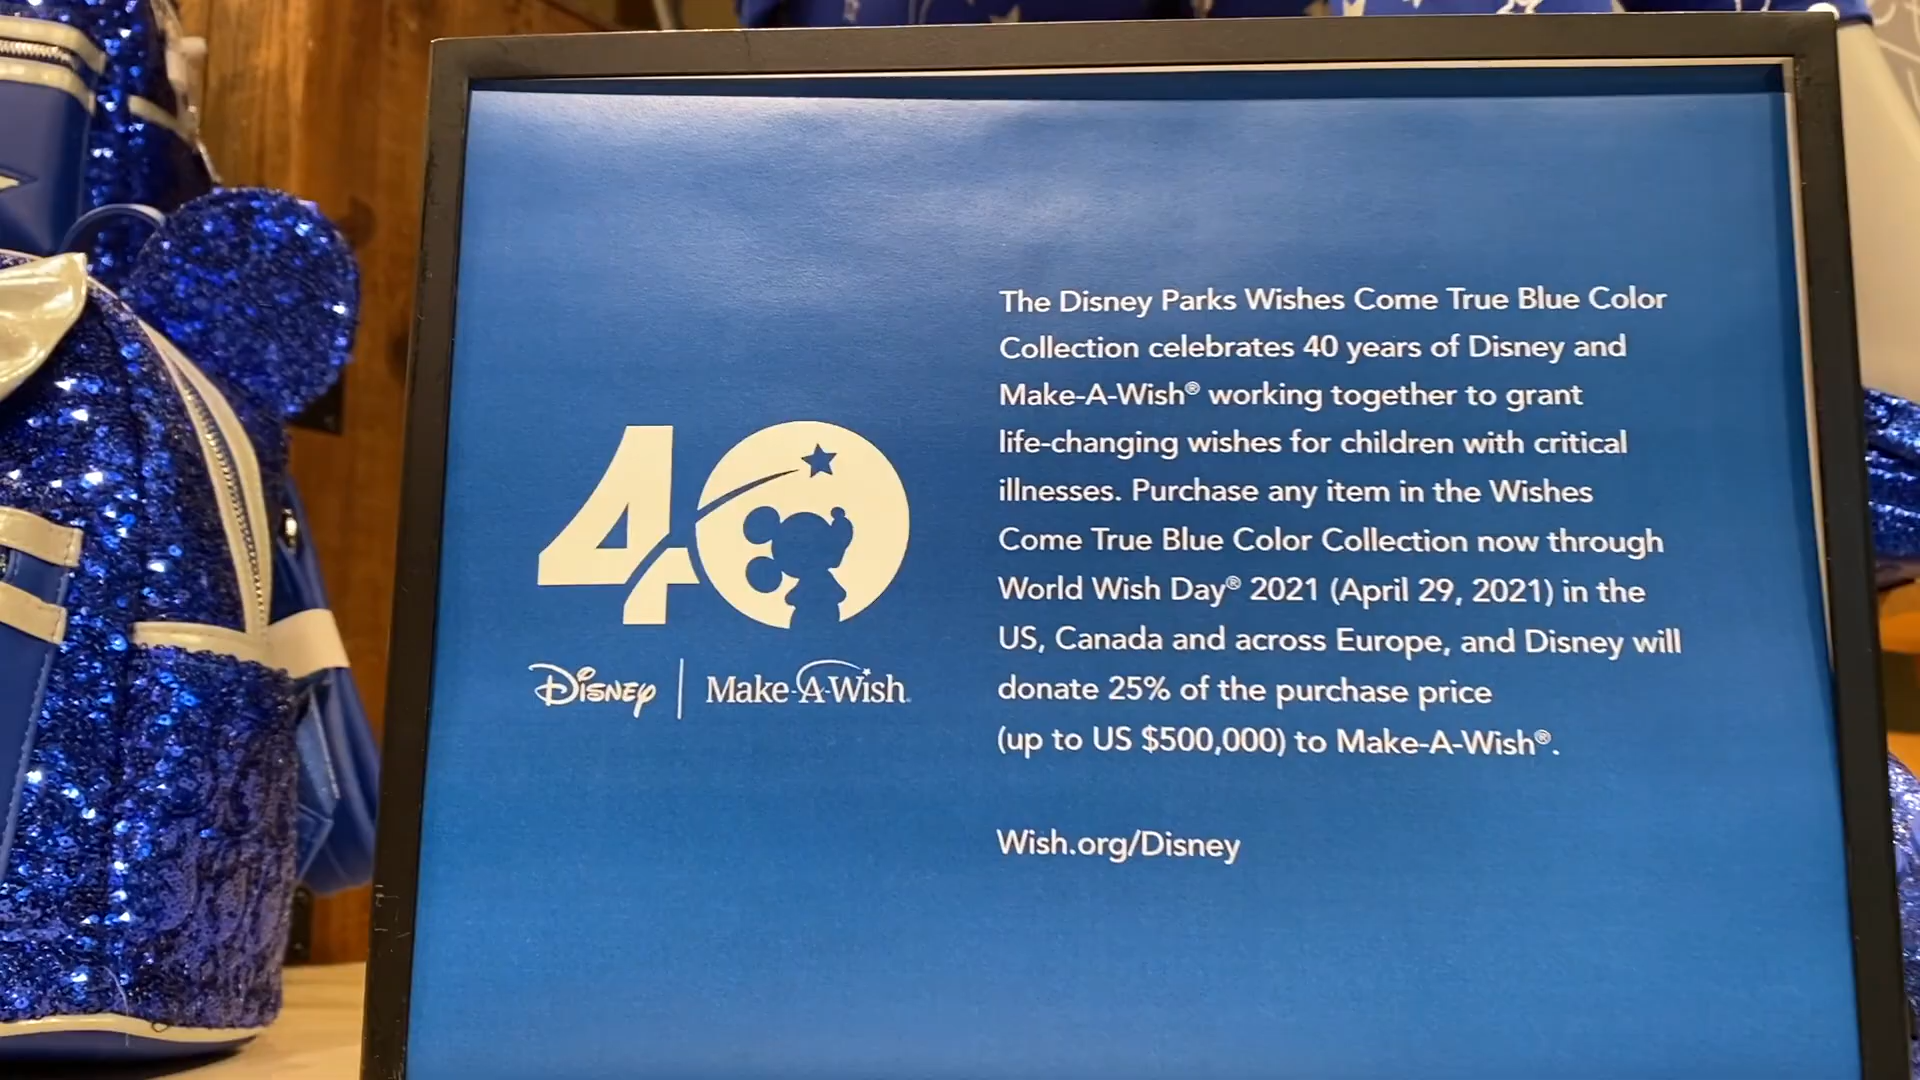 40
Disney | Make-A-Wish®
The Disney Parks Wishes Come True Blue Color
Collection celebrates 40 years of Disney and
Make-A-Wish® working together to grant
life-changing wishes for children with critical
illnesses. Purchase any item in the Wishes
Come True Blue Color Collection now through
World Wish Day® 2021 (April 29, 2021) in the
US, Canada and across Europe, and Disney will
donate 25% of the purchase price
(up to US $500,000) to Make-A-Wish®.
Wish.org/Disney